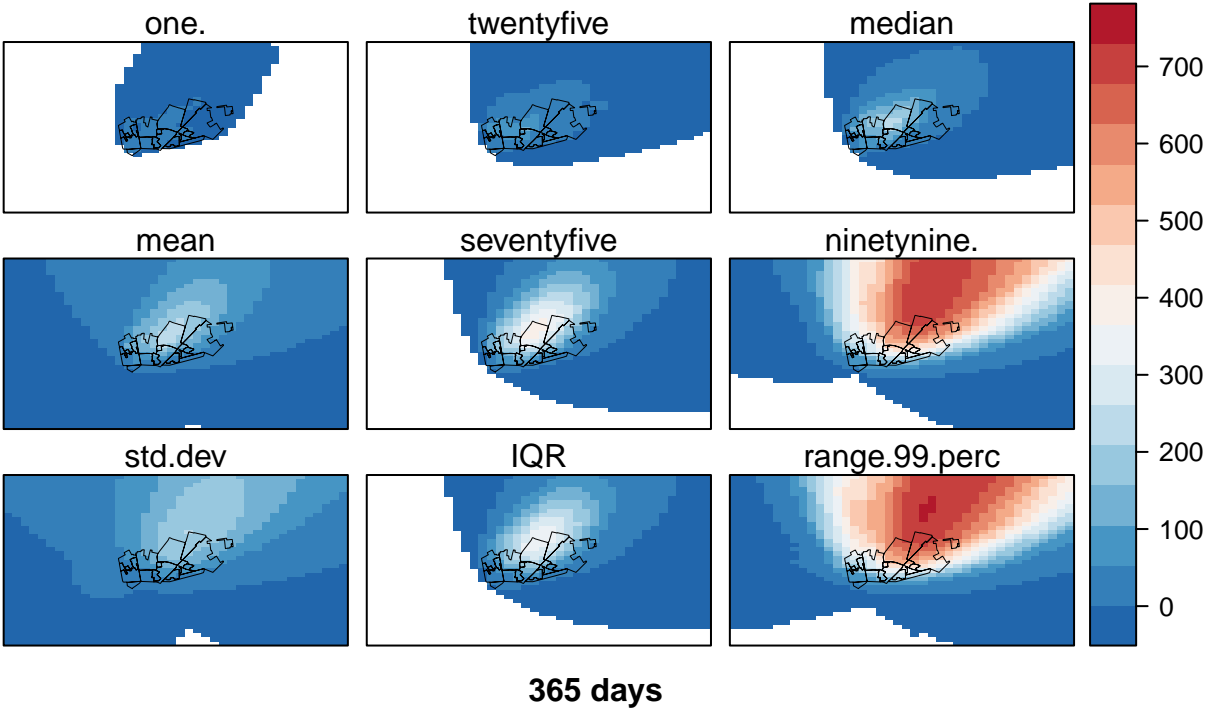 one. twentyfive median
mean seventyfive ninetynine.
std.dev IQR range.99.perc
700
600
500
400
300
200
100
0
365 days